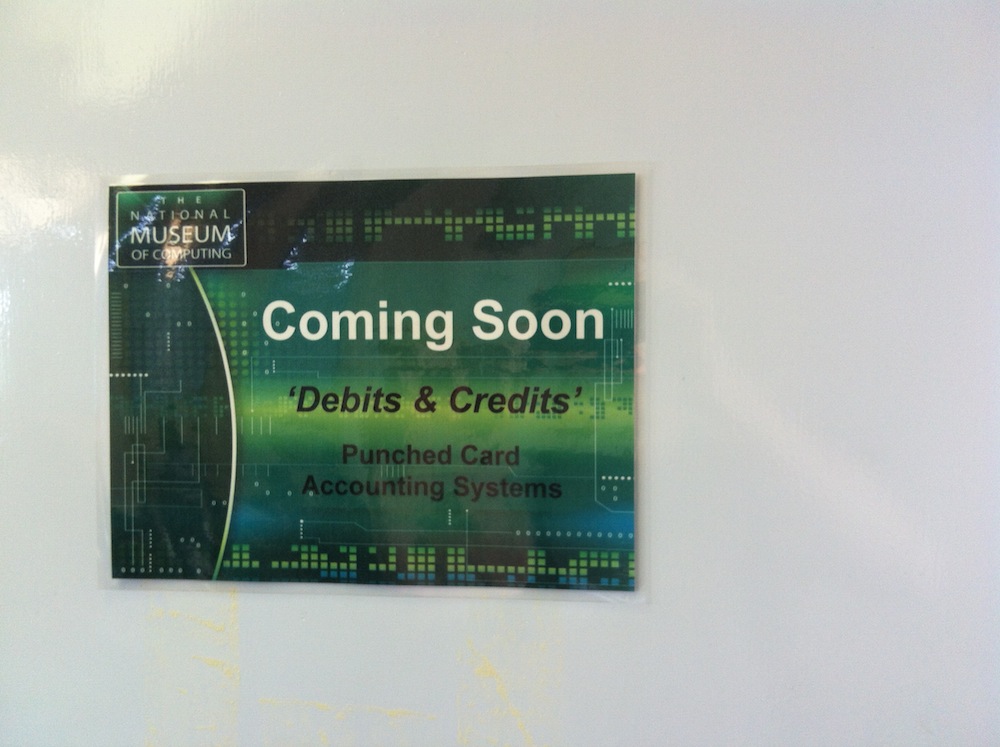 THE
NATIONAL
MUSEUM
OF COMPUTING
Coming Soon
‘Debits & Credits’
Punched Card
Accounting Systems